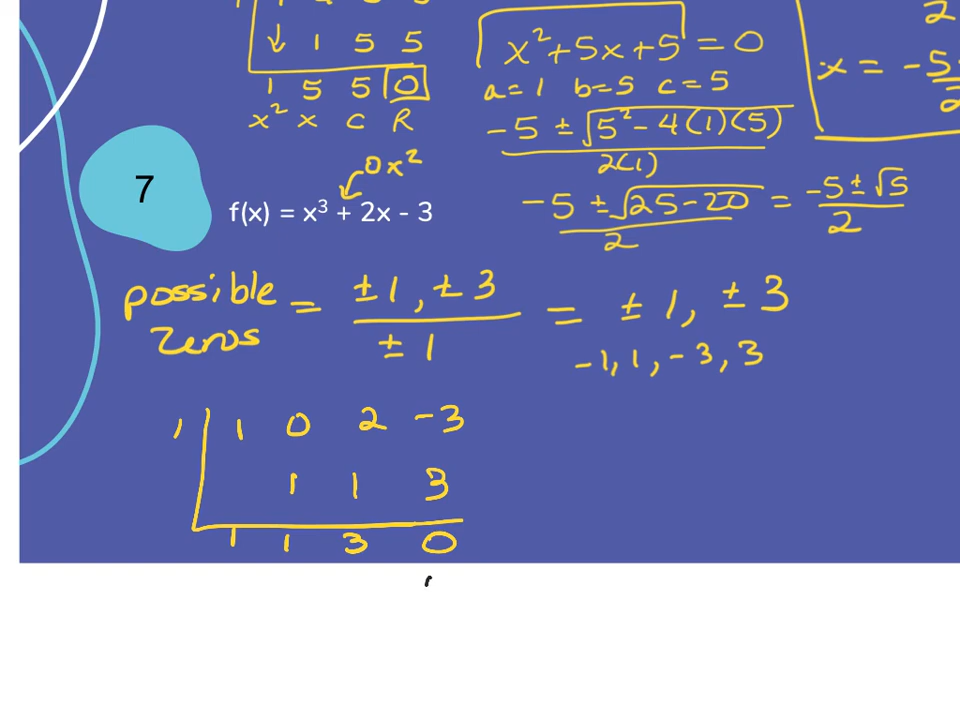 1 5 5
1 5 5 0
x² x c R
x²+5x+5 = 0
a=1 b=5 c=5
-5 ± √5²-4(1)(5)
2(1)
-5 ± √25-20 = -5 ± √5
2 2
2
x = -5
2
7
0x²
f(x) = x³ + 2x - 3
possible zeros = ±1, ±3 = ±1, ±3
±1
-1, 1, -3, 3
1 1 0 2 -3
1 1 3
1 1 3 0